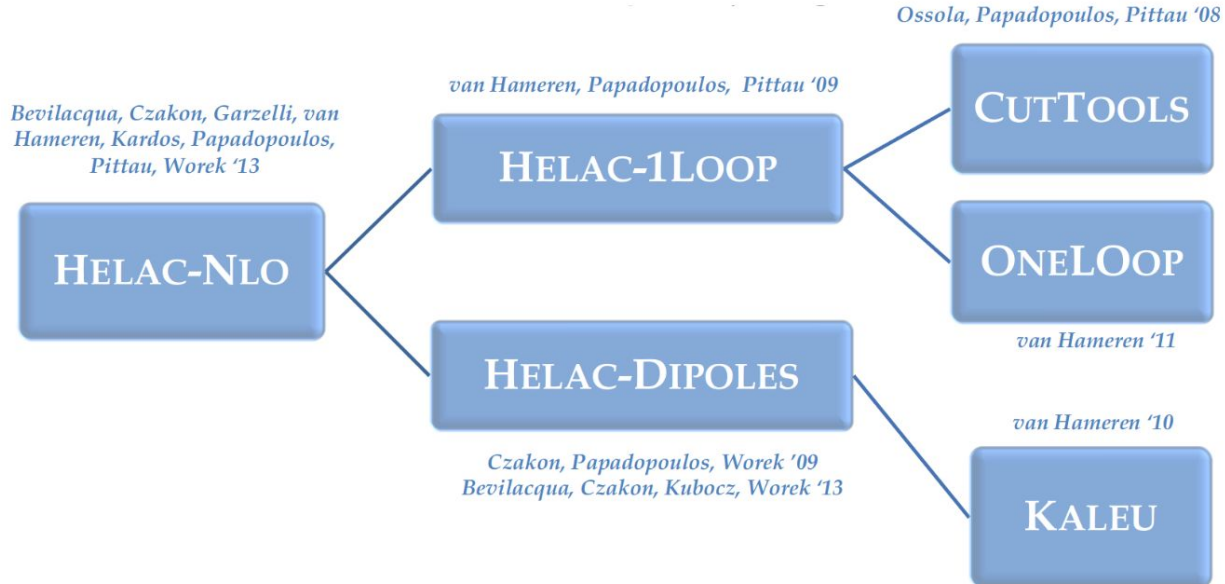 Ossola, Papadopoulos, Pittau ‘08
CUTTOOLS
van Hameren, Papadopoulos, Pittau ‘09
HELAC-1LOOP
Bevilacqua, Czakon, Garzelli, van
Hameren, Kardos, Papadopoulos,
Pittau, Worek ‘13
HELAC-NLO
ONELOOP
van Hameren ‘11
HELAC-DIPOLES
Czakon, Papadopoulos, Worek ’09
Bevilacqua, Czakon, Kubocz, Worek ‘13
van Hameren ‘10
KALEU